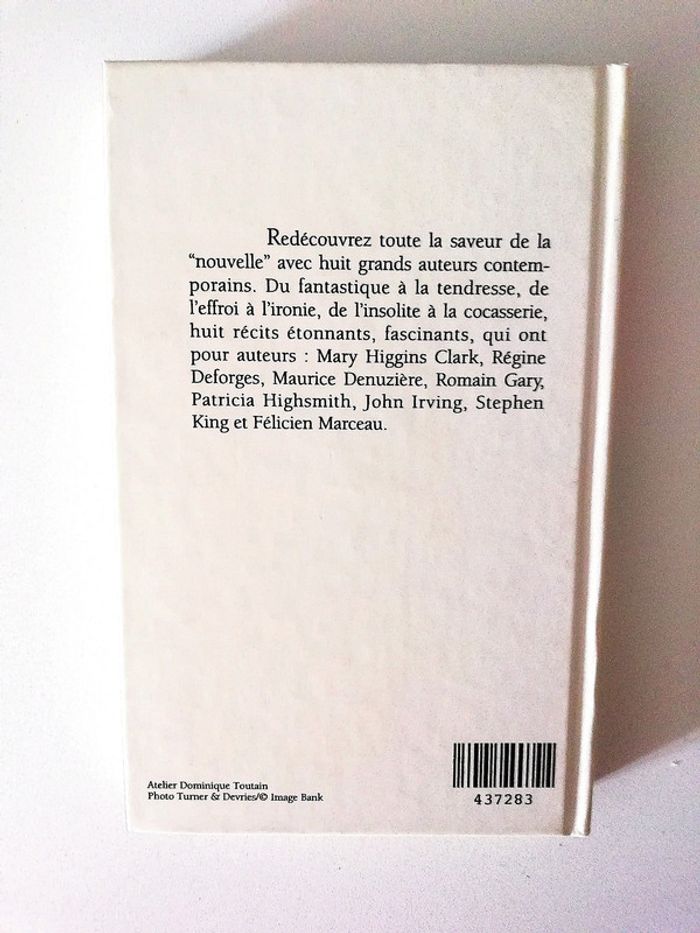 Redécouvrez toute la saveur de la
“nouvelle” avec huit grands auteurs contem-
porains. Du fantastique à la tendresse, de
l’effroi à l’ironie, de l’insolite à la cocasserie,
huit récits étonnants, fascinants, qui ont
pour auteurs : Mary Higgins Clark, Régine
Deforges, Maurice Denuzière, Romain Gary,
Patricia Highsmith, John Irving, Stephen
King et Félicien Marceau.
Atelier Dominique Toutain
Photo Turner & Devries/© Image Bank
437283